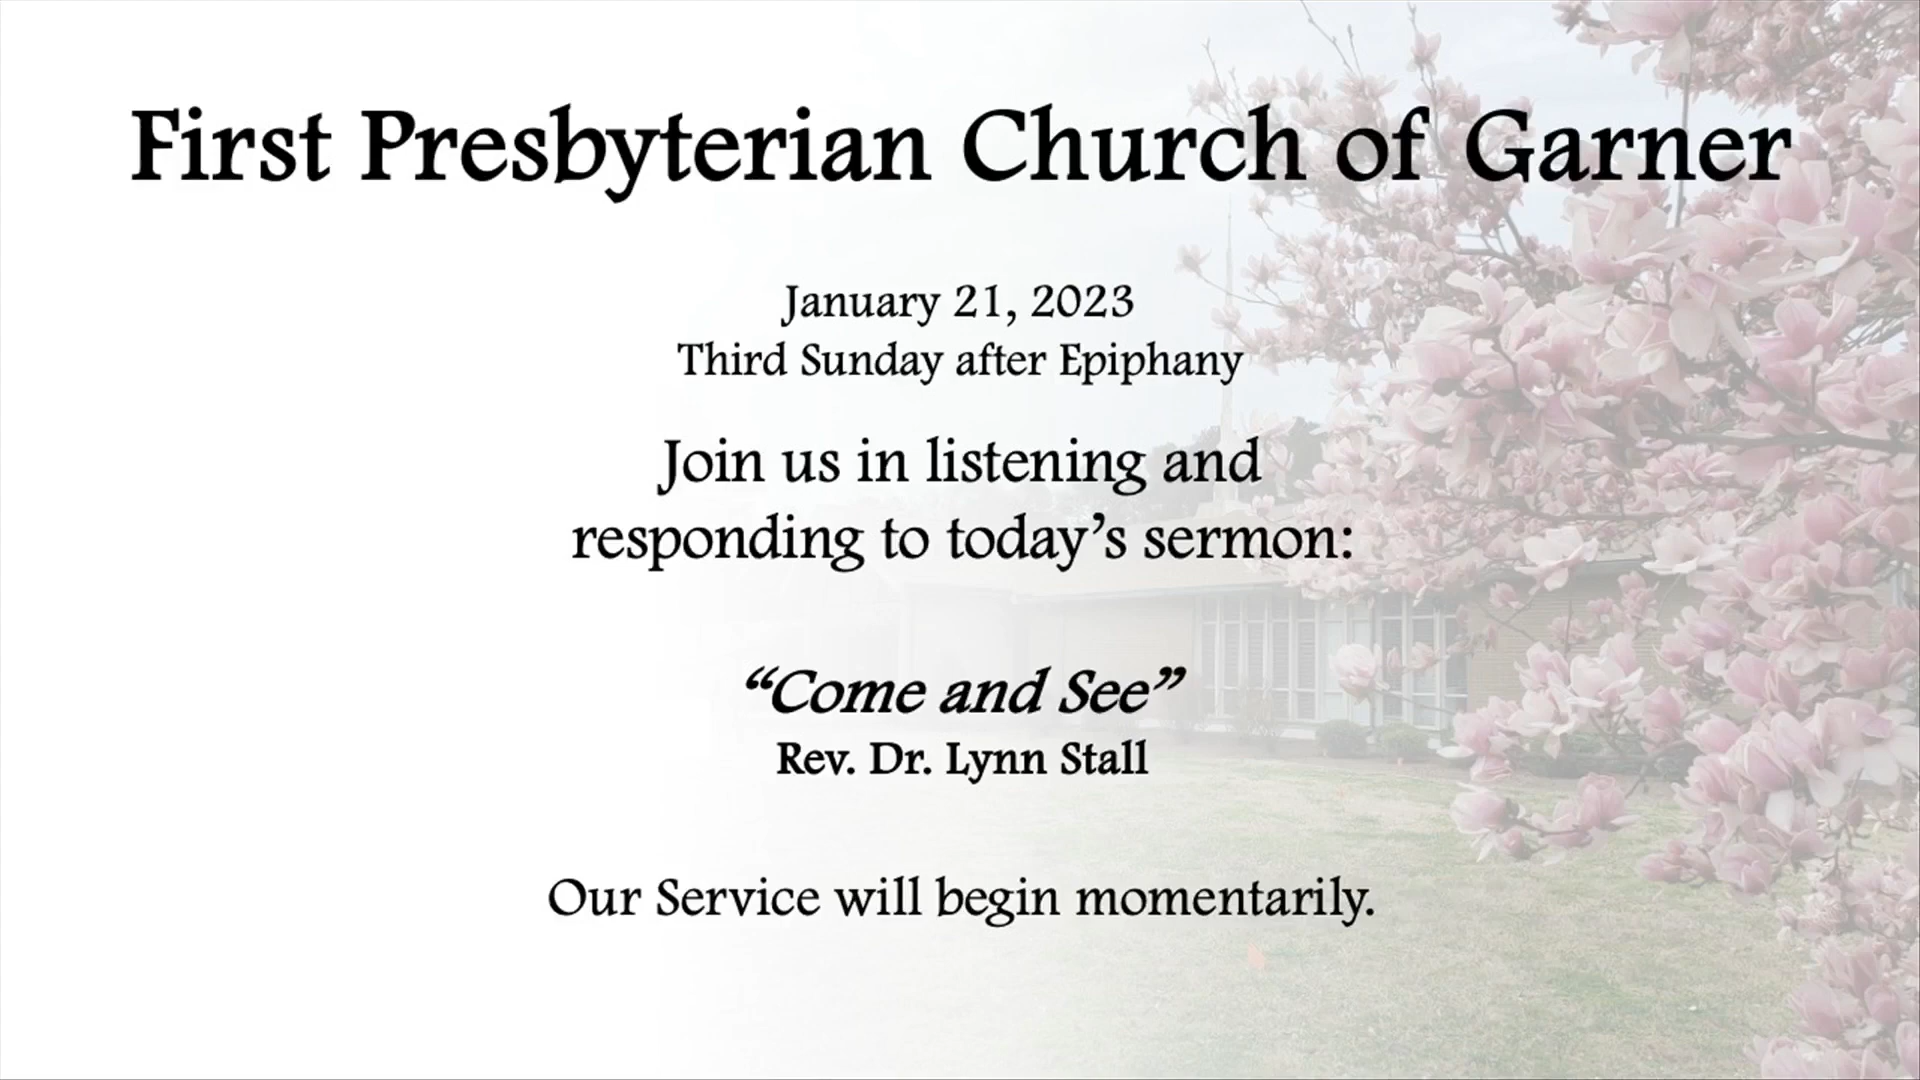 First Presbyterian Church of Garner
January 21, 2023
Third Sunday after Epiphany
Join us in listening and
responding to today’s sermon:
“Come and See”
Rev. Dr. Lynn Stall
Our Service will begin momentarily.